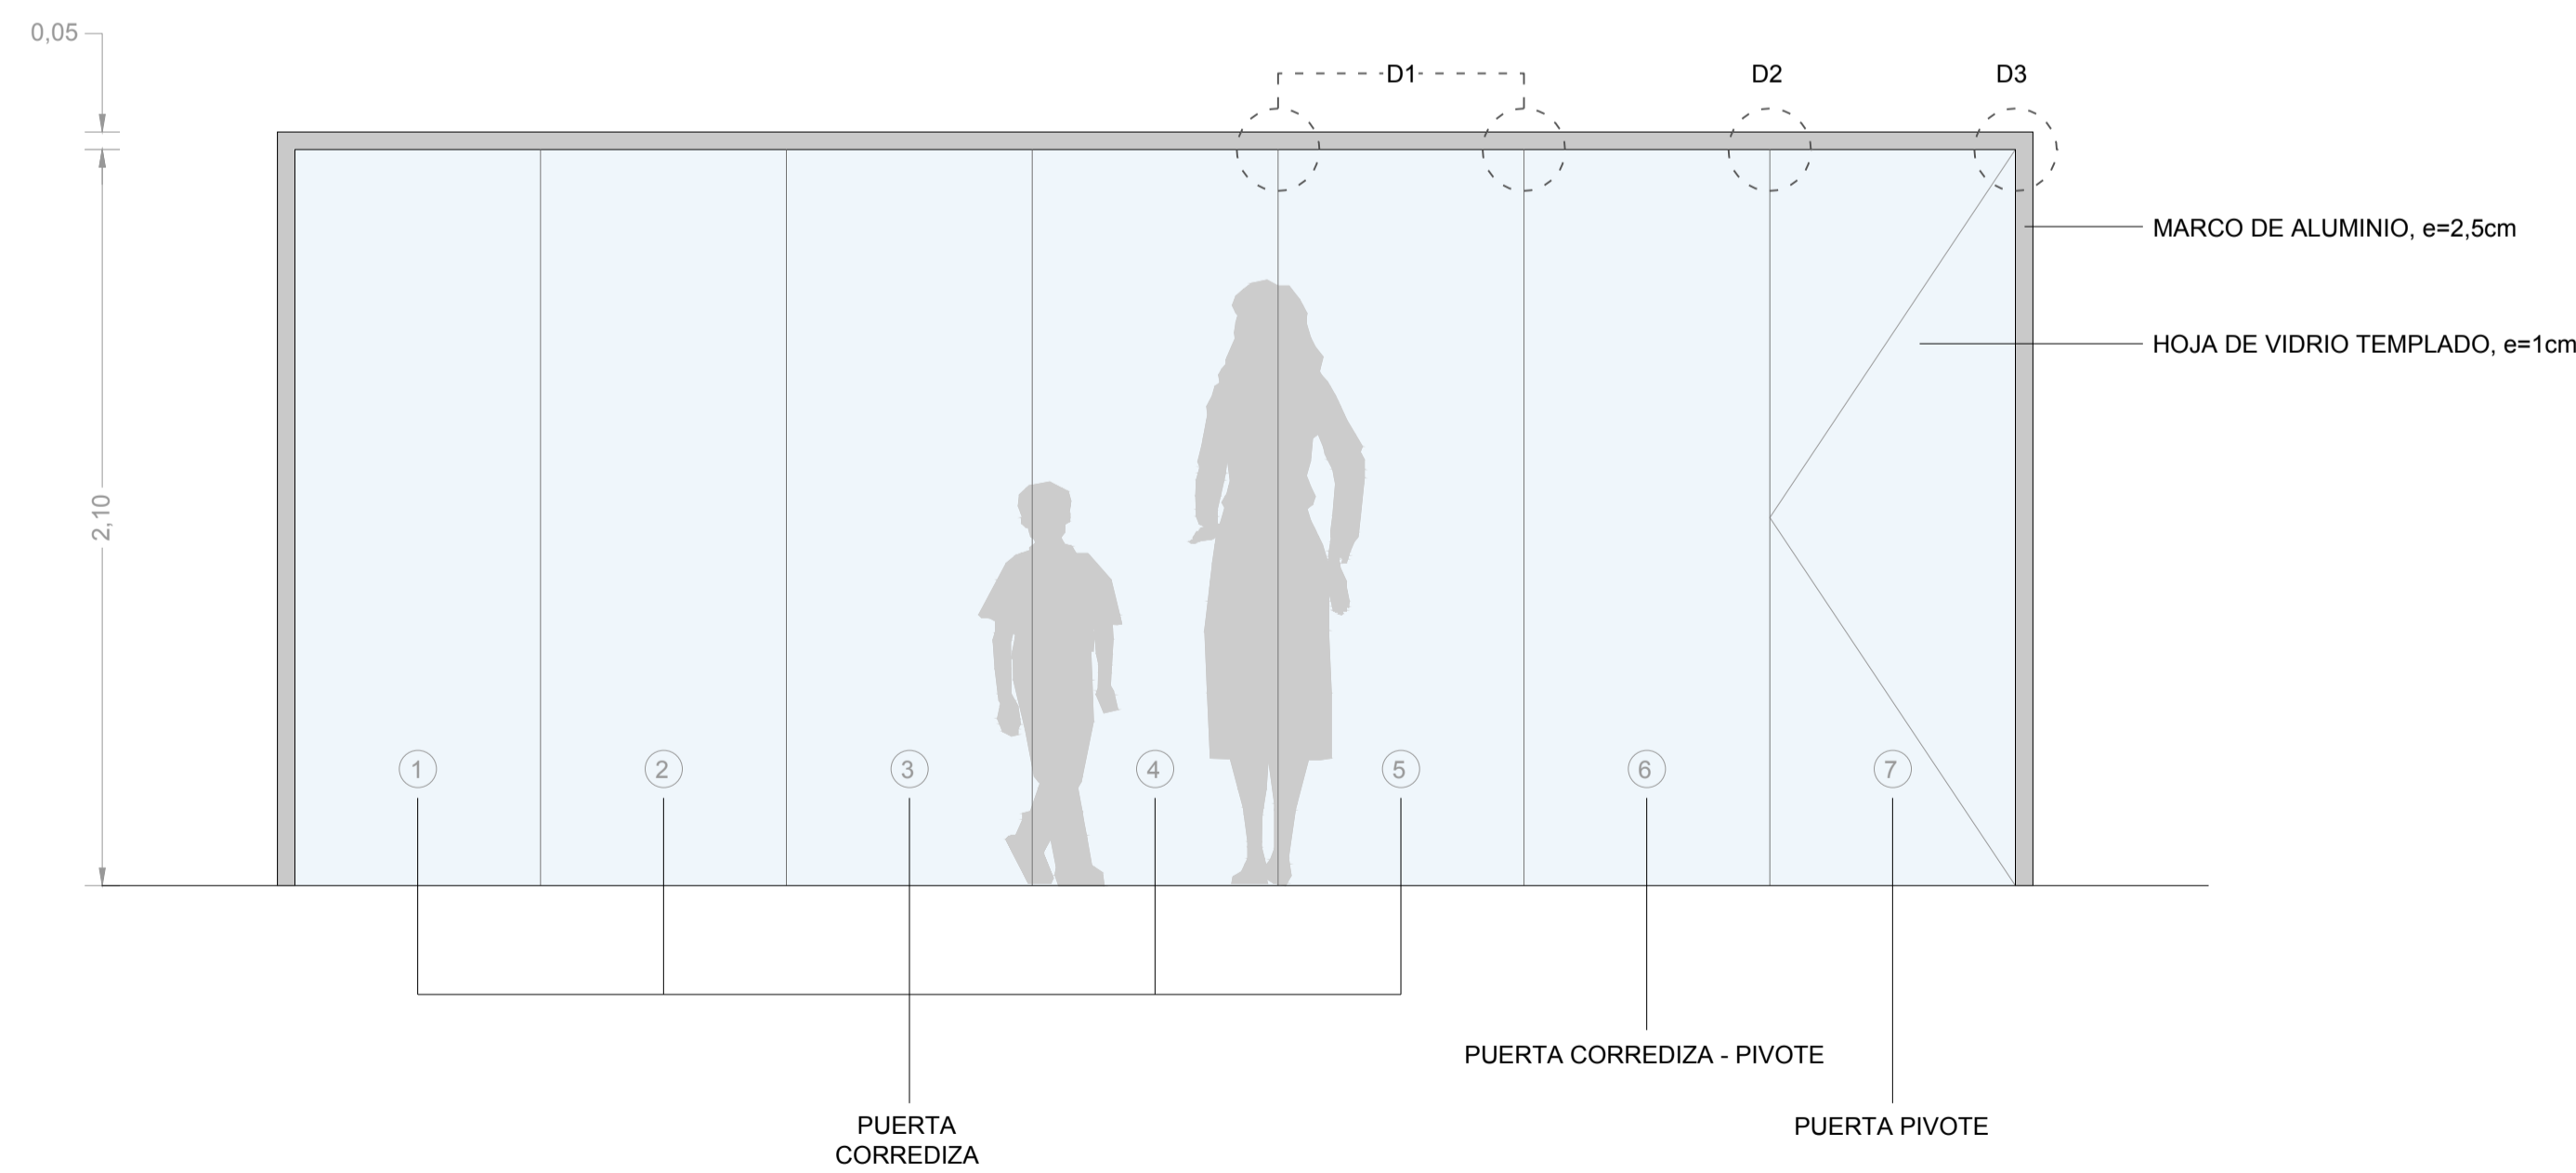 0,05
D1
D2
D3
MARCO DE ALUMINIO, e=2,5cm
HOJA DE VIDRIO TEMPLADO, e=1cm
2,10
1
2
3
4
5
6
7
PUERTA CORREDIZA - PIVOTE
PUERTA
CORREDIZA
PUERTA PIVOTE